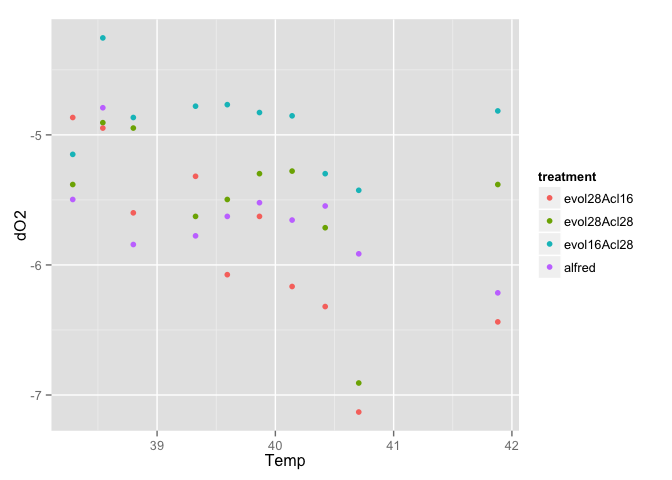 -5
-6
-7
dO2
39 40 41 42
Temp
treatment
evol28Acl16
evol28Acl28
evol16Acl28
alfred